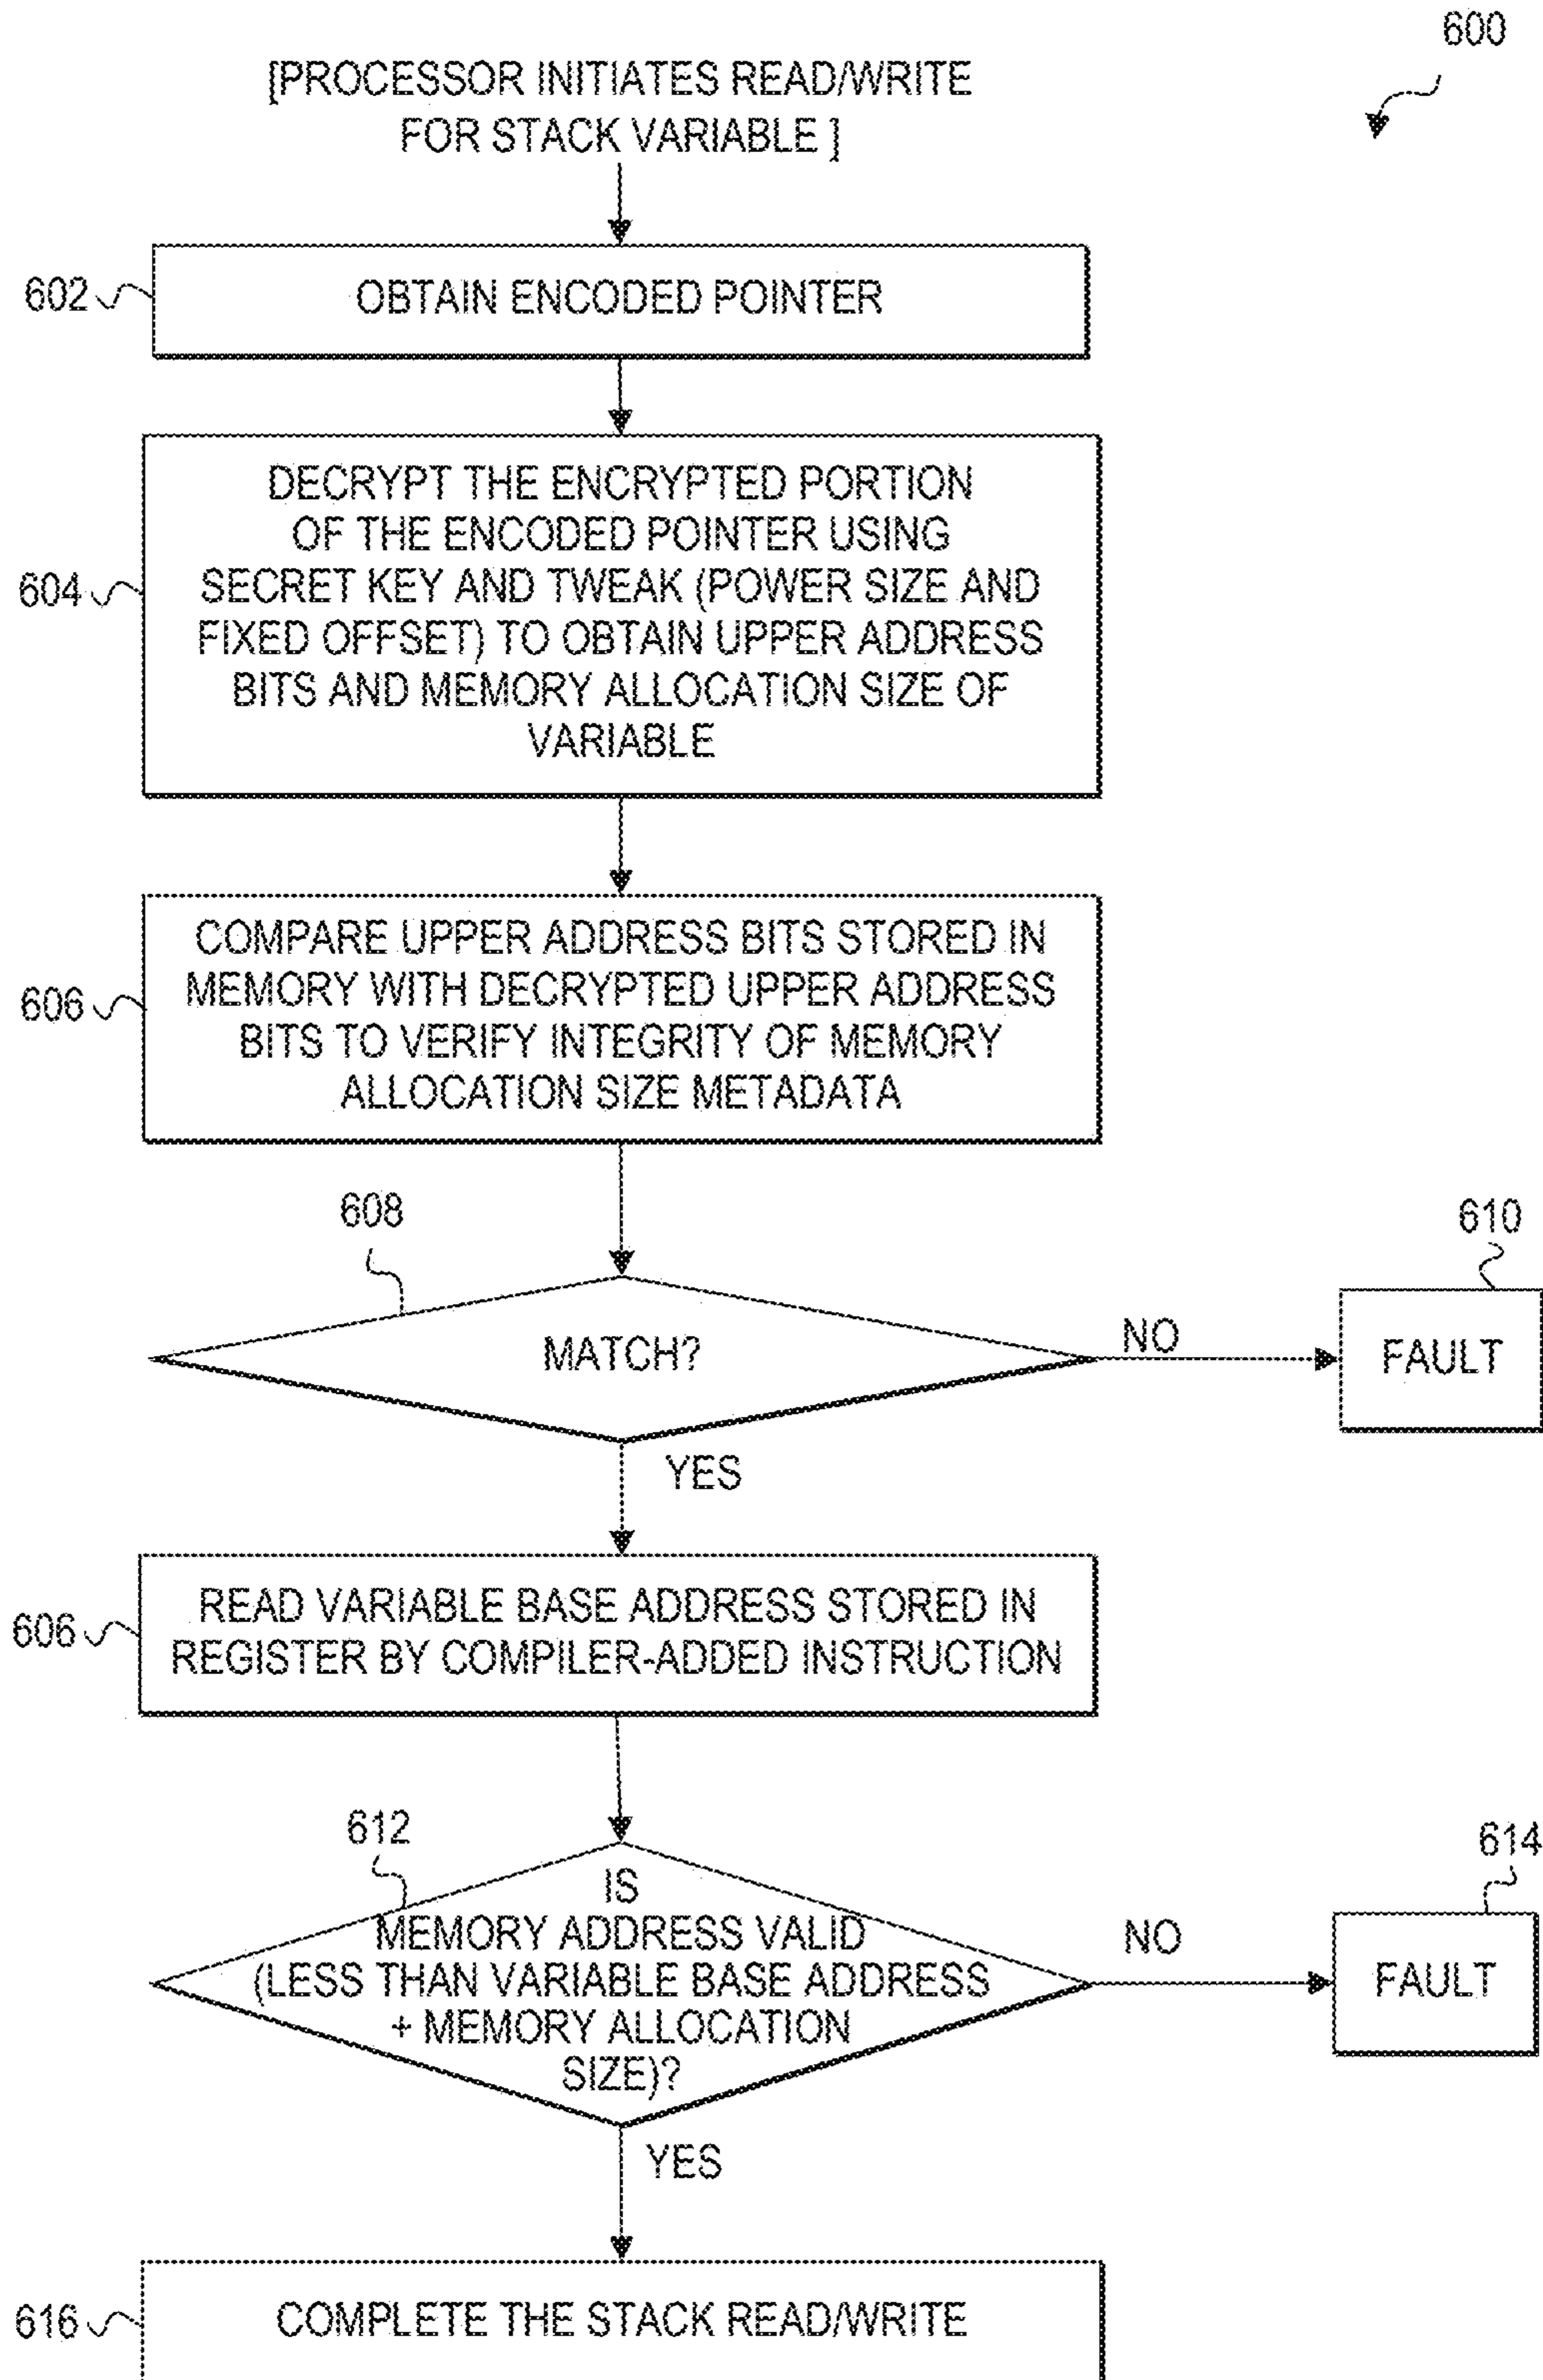 600
[PROCESSOR INITIATES READ/WRITE
FOR STACK VARIABLE ]
602
OBTAIN ENCODED POINTER
604
DECRYPT THE ENCRYPTED PORTION
OF THE ENCODED POINTER USING
SECRET KEY AND TWEAK (POWER SIZE AND
FIXED OFFSET) TO OBTAIN UPPER ADDRESS
BITS AND MEMORY ALLOCATION SIZE OF
VARIABLE
606
COMPARE UPPER ADDRESS BITS STORED IN
MEMORY WITH DECRYPTED UPPER ADDRESS
BITS TO VERIFY INTEGRITY OF MEMORY
ALLOCATION SIZE METADATA
608
MATCH?
NO
610
FAULT
YES
606
READ VARIABLE BASE ADDRESS STORED IN
REGISTER BY COMPILER-ADDED INSTRUCTION
612
IS
MEMORY ADDRESS VALID
(LESS THAN VARIABLE BASE ADDRESS
+ MEMORY ALLOCATION
SIZE)?
NO
614
FAULT
YES
616
COMPLETE THE STACK READ/WRITE